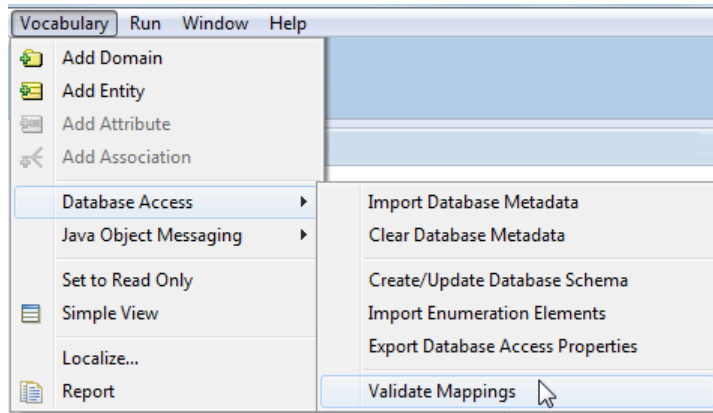 Vocabulary Run Window Help
Add Domain
Add Entity
Add Attribute
Add Association
Database Access
Java Object Messaging
Set to Read Only
Simple View
Localize...
Report
Import Database Metadata
Clear Database Metadata
Create/Update Database Schema
Import Enumeration Elements
Export Database Access Properties
Validate Mappings